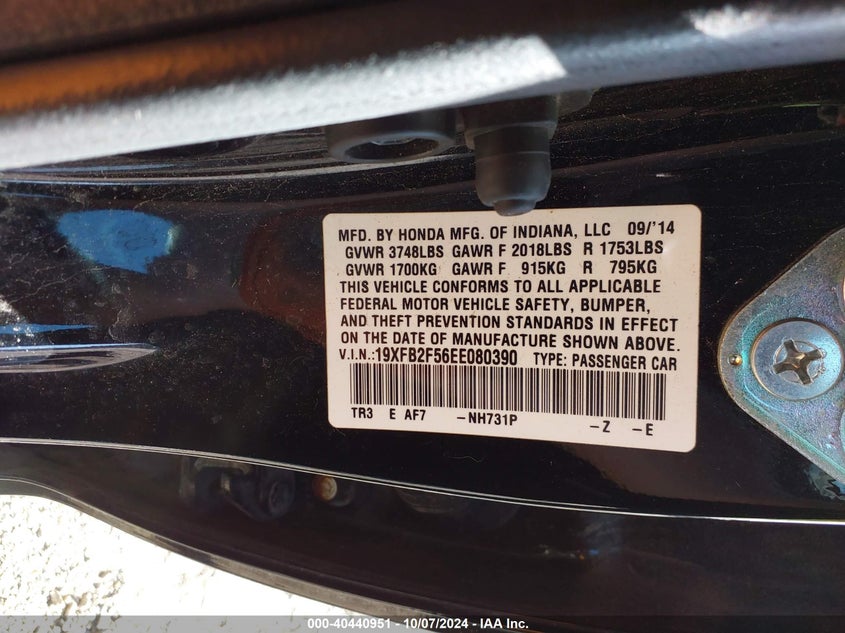 MFD. BY HONDA MFG. OF INDIANA, LLC 09/'14
GVWR 3748LBS GAWR F 2018LBS R 1753LBS
GVWR 1700KG GAWR F 915KG R 795KG
THIS VEHICLE CONFORMS TO ALL APPLICABLE
FEDERAL MOTOR VEHICLE SAFETY, BUMPER,
AND THEFT PREVENTION STANDARDS IN EFFECT
ON THE DATE OF MANUFACTURE SHOWN ABOVE.
V.I.N.:19XFB2F56EE080390 TYPE: PASSENGER CAR
TR3 E AF7 -NH731P -Z -E
000-40440951 - 10/07/2024 - IAA Inc.